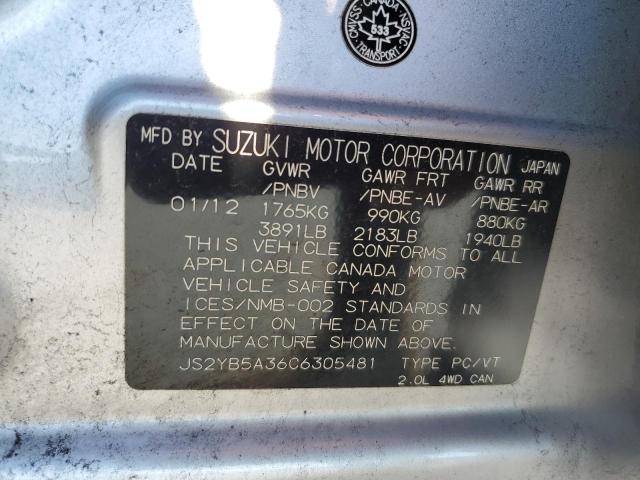 CMVSS CANADA NSVAC
533
TRANSPORT
MFD BY SUZUKI MOTOR CORPORATION JAPAN
DATE GVWR GAWR FRT GAWR RR
/PNBV /PNBE-AV /PNBE-AR
01/12 1765KG 990KG 880KG
3891LB 2183LB 1940LB
THIS VEHICLE CONFORMS TO ALL
APPLICABLE CANADA MOTOR
VEHICLE SAFETY AND
ICES/NMB-002 STANDARDS IN
EFFECT ON THE DATE OF
MANUFACTURE SHOWN ABOVE.
JS2YB5A36C6305481 TYPE PC/VT
2.0L 4WD CAN